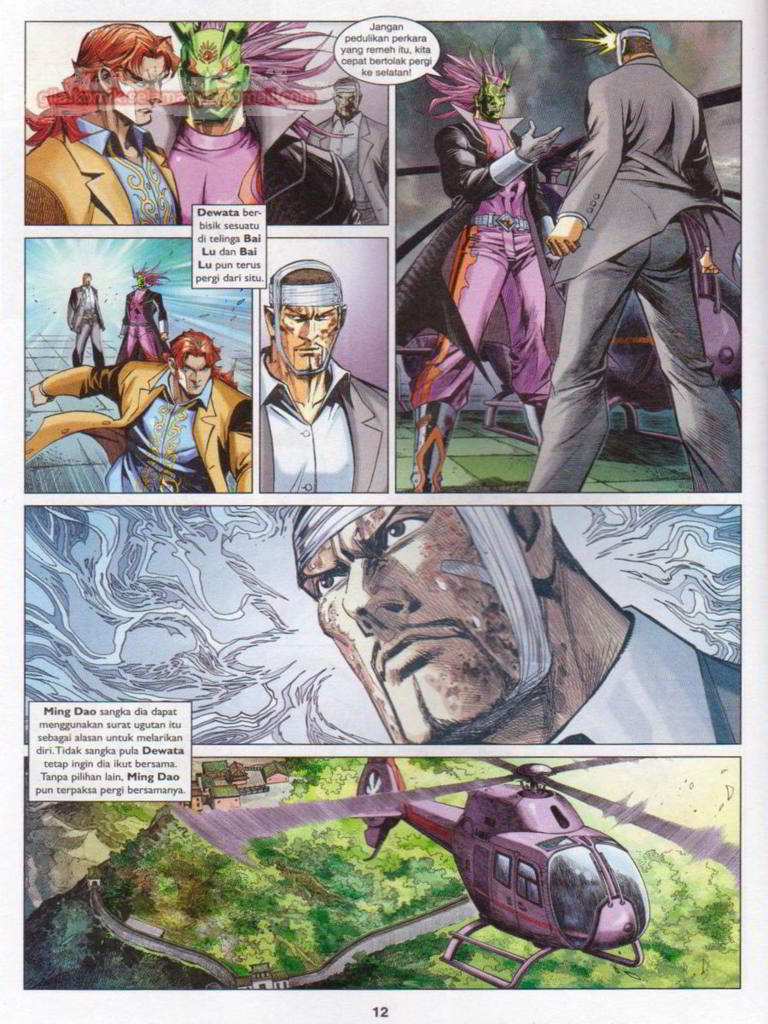 Jangan
pedulikan perkara
yang remeh itu, kita
cepat bertolak pergi
ke selatan!
Dewata ber-
bisik sesuatu
di telinga Bai
Lu dan Bai
Lu pun terus
pergi dari situ.
Ming Dao sangka dia dapat
menggunakan surat ugutan itu
sebagai alasan untuk melarikan
diri. Tidak sangka pula Dewata
tetap ingin dia ikut bersama.
Tanpa pilihan lain, Ming Dao
pun terpaksa pergi bersamanya.
12